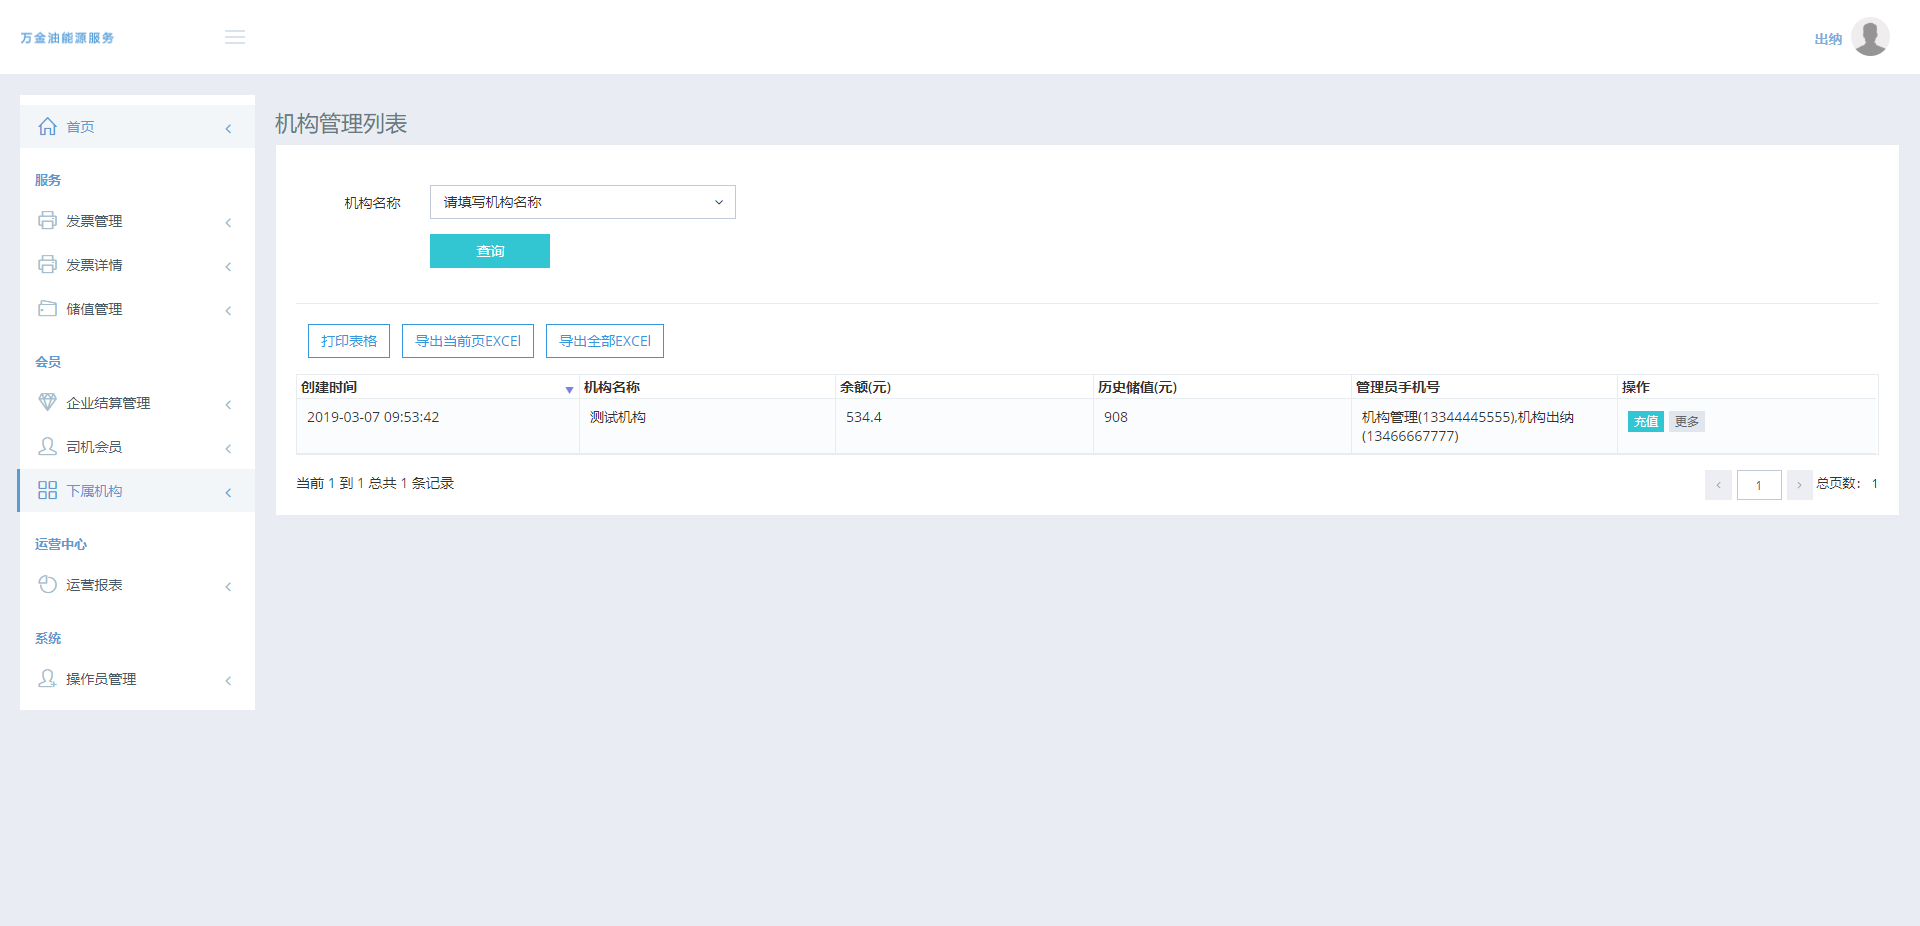 万金油能源服务
出纳
首页
服务
发票管理
发票详情
储值管理
会员
企业结算管理
司机会员
下属机构
运营中心
运营报表
系统
操作员管理
机构管理列表
机构名称
请填写机构名称
查询
打印表格
导出当前页EXCEl
导出全部EXCEl
创建时间 机构名称 余额(元) 历史储值(元) 管理员手机号 操作
2019-03-07 09:53:42 测试机构 534.4 908 机构管理(13344445555),机构出纳
(13466667777)
充值 更多
当前 1 到 1 总共 1 条记录
1
总页数： 1